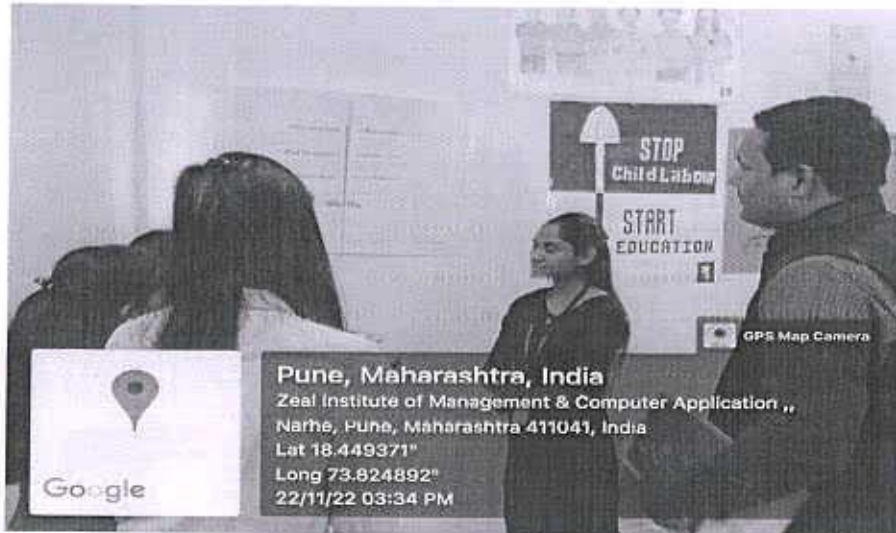 STOP
Child Labour
START
EDUCATION
GPS Map Camera
Pune, Maharashtra, India
Zeal Institute of Management & Computer Application ,,
Narhe, Pune, Maharashtra 411041, India
Lat 18.449371°
Long 73.824892°
22/11/22 03:34 PM
Google